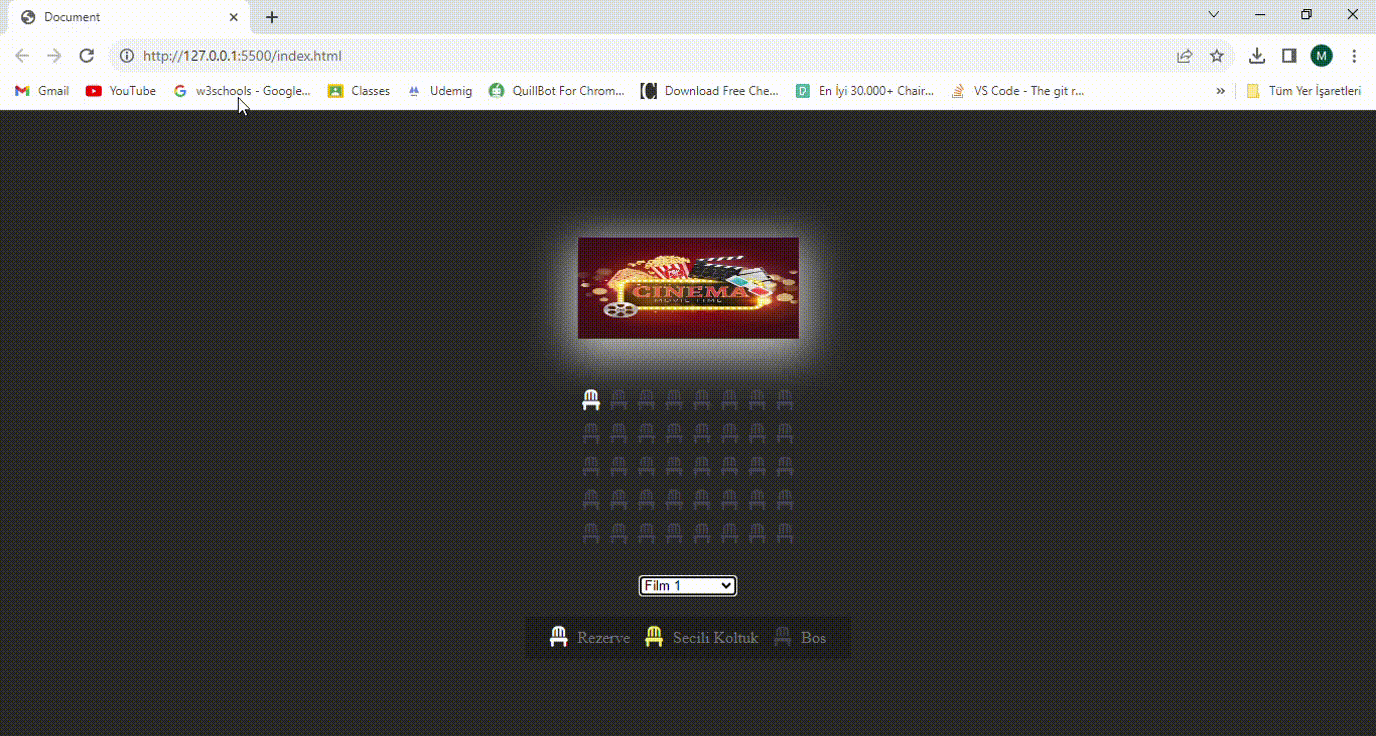 Document
http://127.0.0.1:5500/index.html
M
Gmail YouTube w3schools - Google... Classes Udemig QuillBot For Chrom... Download Free Che... En İyi 30.000+ Chair... VS Code - The git r... » Tüm Yer İşaretleri
CINEMA
MOVIE TIME
Film 1
Rezerve Secili Koltuk Bos